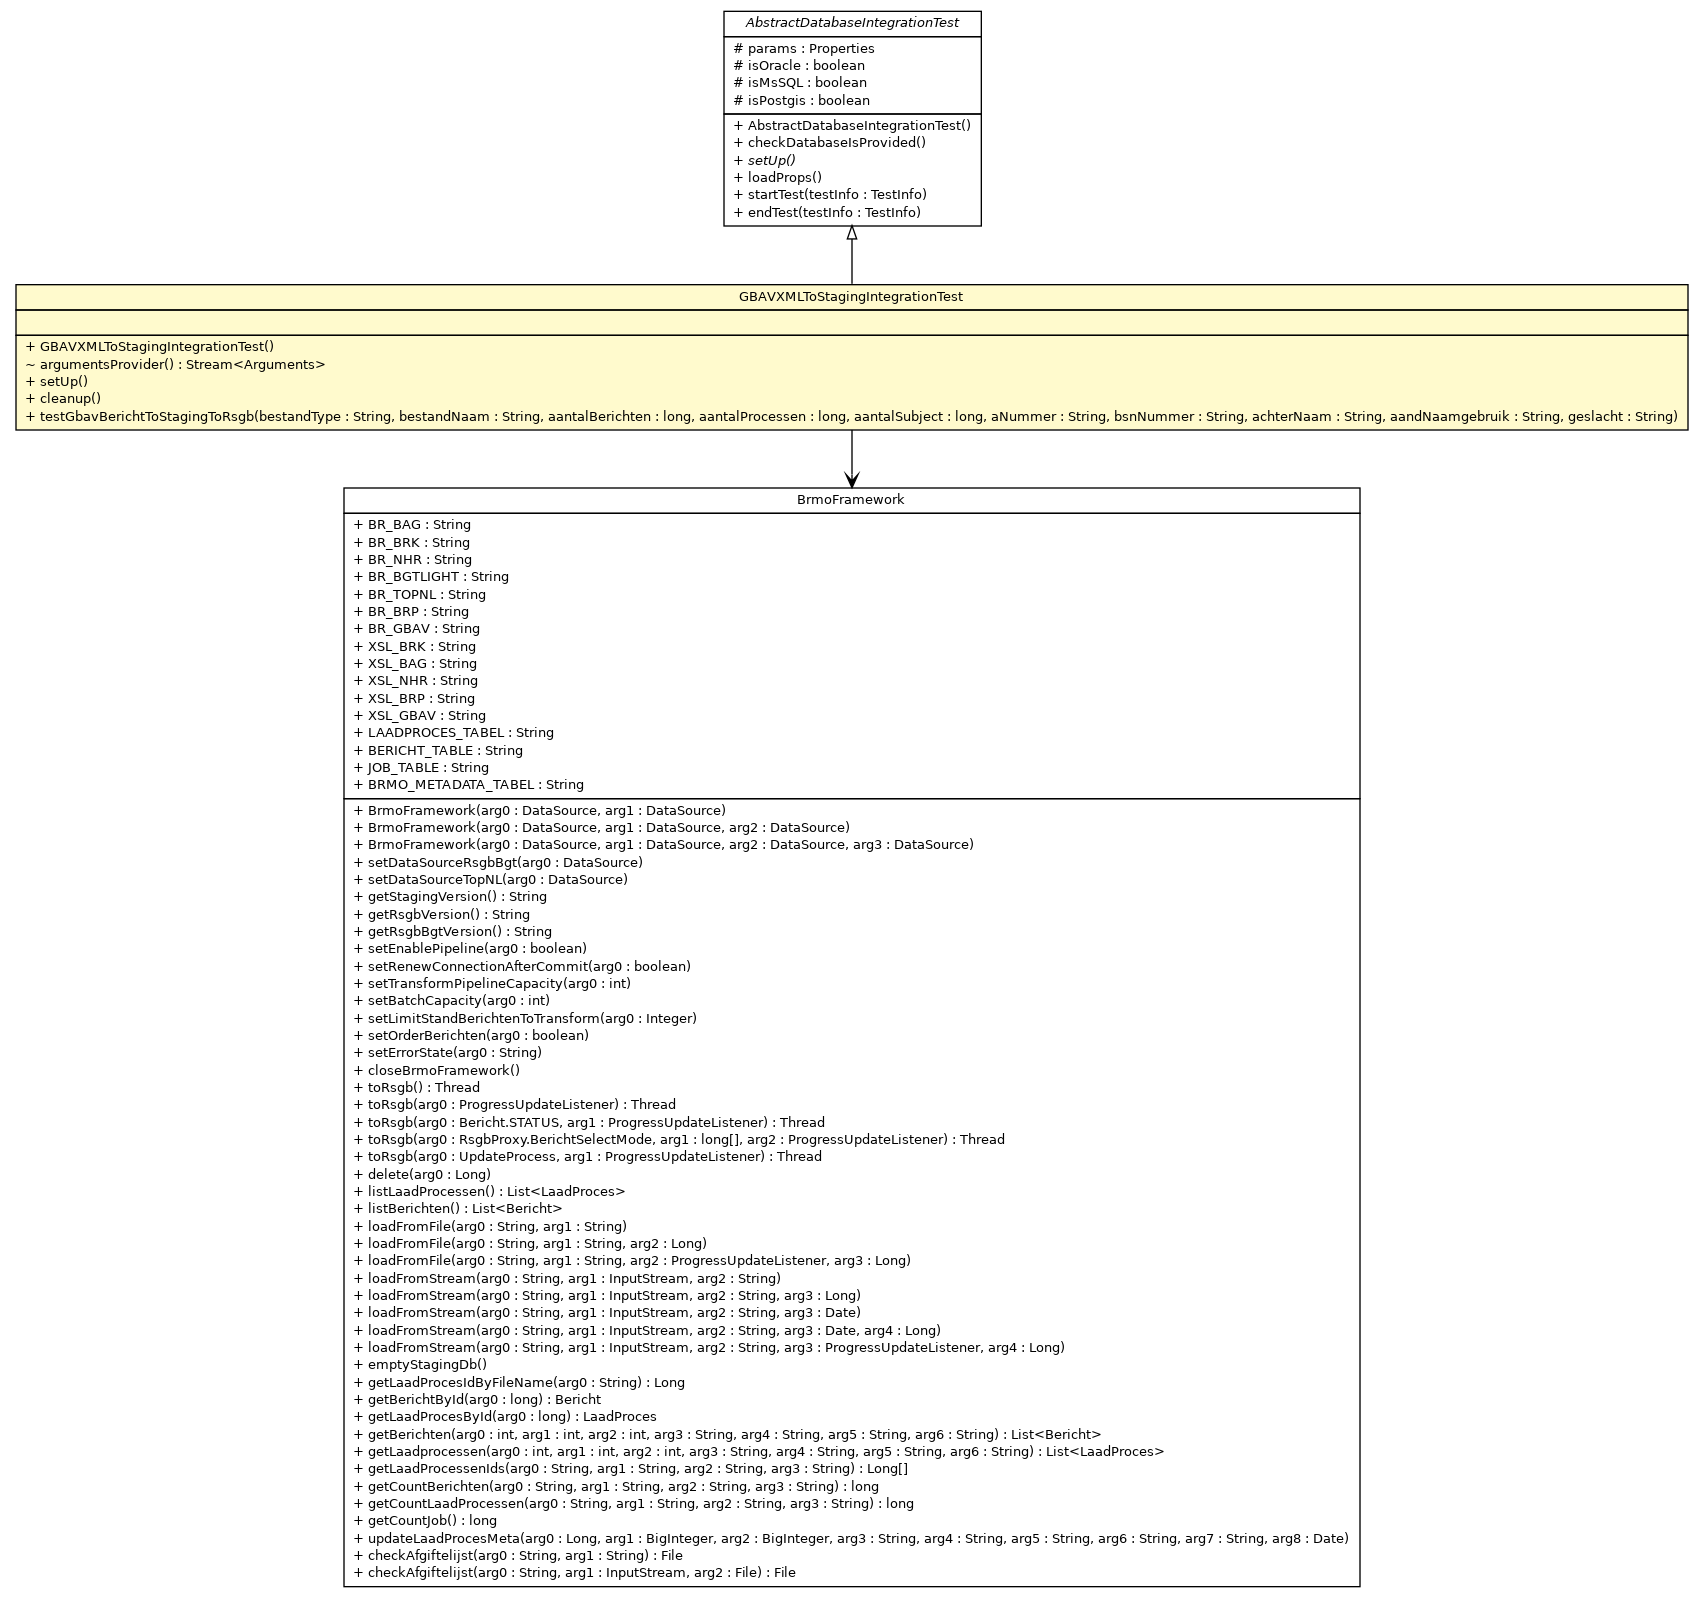 AbstractDatabaseIntegrationTest
# params : Properties
# isOracle : boolean
# isMsSQL : boolean
# isPostgis : boolean
+ AbstractDatabaseIntegrationTest()
+ checkDatabaseIsProvided()
+ setUp()
+ loadProps()
+ startTest(testInfo : TestInfo)
+ endTest(testInfo : TestInfo)
GBAVXMLToStagingIntegrationTest
+ GBAVXMLToStagingIntegrationTest()
~ argumentsProvider() : Stream<Arguments>
+ setUp()
+ cleanup()
+ testGbavBerichtToStagingToRsgb(bestandType : String, bestandNaam : String, aantalBerichten : long, aantalProcessen : long, aantalSubject : long, aNummer : String, bsnNummer : String, achterNaam : String, aandNaamgebruik : String, geslacht : String)
BrmoFramework
+ BR_BAG : String
+ BR_BRK : String
+ BR_NHR : String
+ BR_BGTLIGHT : String
+ BR_TOPNL : String
+ BR_BRP : String
+ BR_GBAV : String
+ XSL_BRK : String
+ XSL_BAG : String
+ XSL_NHR : String
+ XSL_BRP : String
+ XSL_GBAV : String
+ LAADPROCES_TABEL : String
+ BERICHT_TABLE : String
+ JOB_TABLE : String
+ BRMO_METADATA_TABEL : String
+ BrmoFramework(arg0 : DataSource, arg1 : DataSource)
+ BrmoFramework(arg0 : DataSource, arg1 : DataSource, arg2 : DataSource)
+ BrmoFramework(arg0 : DataSource, arg1 : DataSource, arg2 : DataSource, arg3 : DataSource)
+ setDataSourceRsgbBgt(arg0 : DataSource)
+ setDataSourceTopNL(arg0 : DataSource)
+ getStagingVersion() : String
+ getRsgbVersion() : String
+ getRsgbBgtVersion() : String
+ setEnablePipeline(arg0 : boolean)
+ setRenewConnectionAfterCommit(arg0 : boolean)
+ setTransformPipelineCapacity(arg0 : int)
+ setBatchCapacity(arg0 : int)
+ setLimitStandBerichtenToTransform(arg0 : Integer)
+ setOrderBerichten(arg0 : boolean)
+ setErrorState(arg0 : String)
+ closeBrmoFramework()
+ toRsgb() : Thread
+ toRsgb(arg0 : ProgressUpdateListener) : Thread
+ toRsgb(arg0 : Bericht.STATUS, arg1 : ProgressUpdateListener) : Thread
+ toRsgb(arg0 : RsgbProxy.BerichtSelectMode, arg1 : long[], arg2 : ProgressUpdateListener) : Thread
+ toRsgb(arg0 : UpdateProcess, arg1 : ProgressUpdateListener) : Thread
+ delete(arg0 : Long)
+ listLaadProcessen() : List<LaadProces>
+ listBerichten() : List<Bericht>
+ loadFromFile(arg0 : String, arg1 : String)
+ loadFromFile(arg0 : String, arg1 : String, arg2 : Long)
+ loadFromFile(arg0 : String, arg1 : String, arg2 : ProgressUpdateListener, arg3 : Long)
+ loadFromStream(arg0 : String, arg1 : InputStream, arg2 : String)
+ loadFromStream(arg0 : String, arg1 : InputStream, arg2 : String, arg3 : Long)
+ loadFromStream(arg0 : String, arg1 : InputStream, arg2 : String, arg3 : Date)
+ loadFromStream(arg0 : String, arg1 : InputStream, arg2 : String, arg3 : Date, arg4 : Long)
+ loadFromStream(arg0 : String, arg1 : InputStream, arg2 : String, arg3 : ProgressUpdateListener, arg4 : Long)
+ emptyStagingDb()
+ getLaadProcesIdByFileName(arg0 : String) : Long
+ getBerichtById(arg0 : long) : Bericht
+ getLaadProcesById(arg0 : long) : LaadProces
+ getBerichten(arg0 : int, arg1 : int, arg2 : int, arg3 : String, arg4 : String, arg5 : String, arg6 : String) : List<Bericht>
+ getLaadprocessen(arg0 : int, arg1 : int, arg2 : int, arg3 : String, arg4 : String, arg5 : String, arg6 : String) : List<LaadProces>
+ getLaadProcessenIds(arg0 : String, arg1 : String, arg2 : String, arg3 : String) : Long[]
+ getCountBerichten(arg0 : String, arg1 : String, arg2 : String, arg3 : String) : long
+ getCountLaadProcessen(arg0 : String, arg1 : String, arg2 : String, arg3 : String) : long
+ getCountJob() : long
+ updateLaadProcesMeta(arg0 : Long, arg1 : BigInteger, arg2 : BigInteger, arg3 : String, arg4 : String, arg5 : String, arg6 : String, arg7 : String, arg8 : Date)
+ checkAfgiftelijst(arg0 : String, arg1 : String) : File
+ checkAfgiftelijst(arg0 : String, arg1 : InputStream, arg2 : File) : File